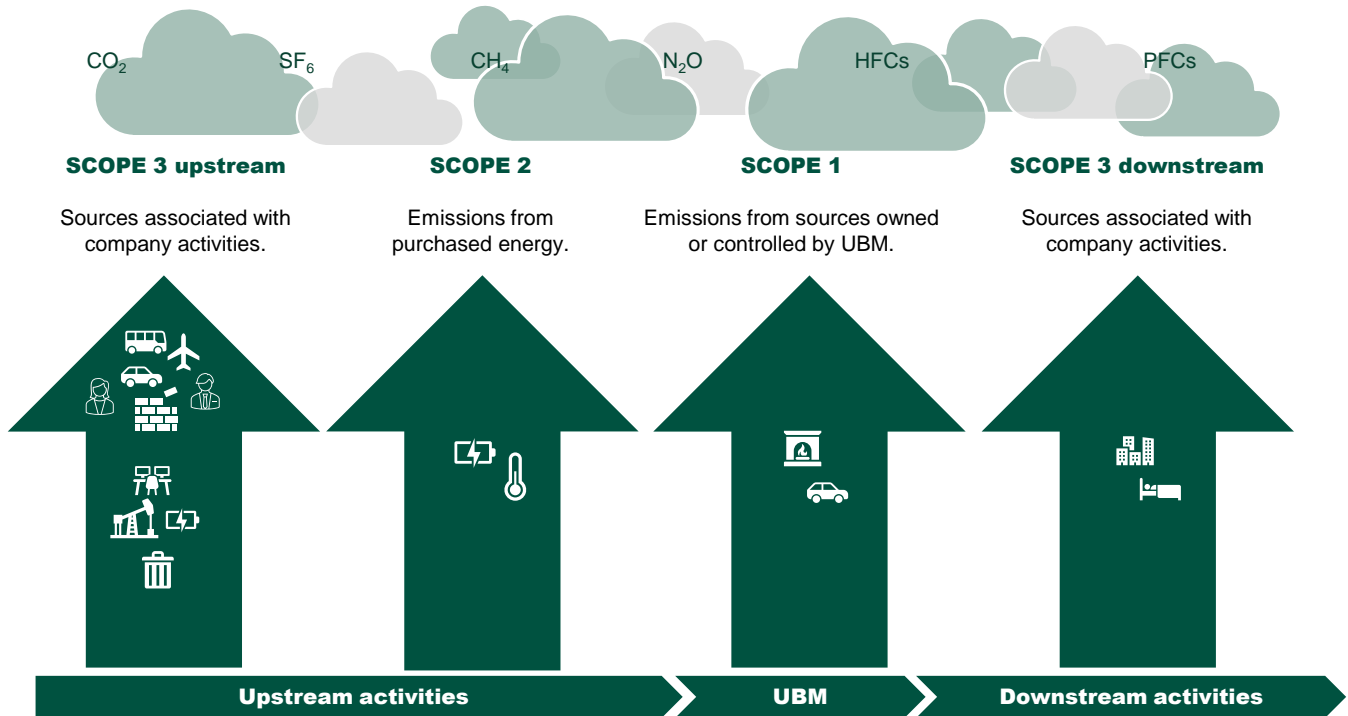 CO₂ SF₆ CH₄ N₂O HFCs PFCs
SCOPE 3 upstream
Sources associated with
company activities.
SCOPE 2
Emissions from
purchased energy.
SCOPE 1
Emissions from sources owned
or controlled by UBM.
SCOPE 3 downstream
Sources associated with
company activities.
Upstream activities
UBM
Downstream activities